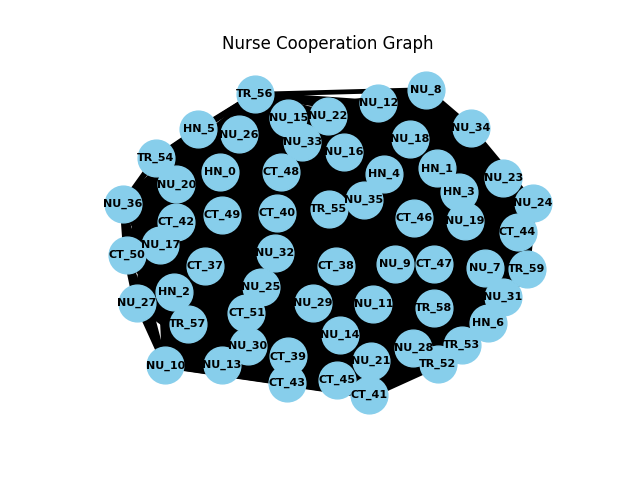 Nurse Cooperation Graph
NU_8
TR_56
NU_12
NU_22
NU_15
NU_34
HN_5
NU_26
NU_18
NU_33
NU_16
TR_54
HN_1
HN_0
CT_48
HN_4
NU_23
NU_20
HN_3
NU_35
NU_24
NU_36
TR_55
CT_40
CT_49
CT_46
NU_19
CT_42
CT_44
NU_17
NU_32
CT_50
NU_9
CT_47
CT_38
CT_37
NU_7
TR_59
NU_25
HN_2
NU_31
NU_27
NU_29
NU_11
TR_58
CT_51
HN_6
TR_57
NU_14
TR_53
NU_30
NU_28
CT_39
NU_21
TR_52
NU_10
NU_13
CT_45
CT_43
CT_41